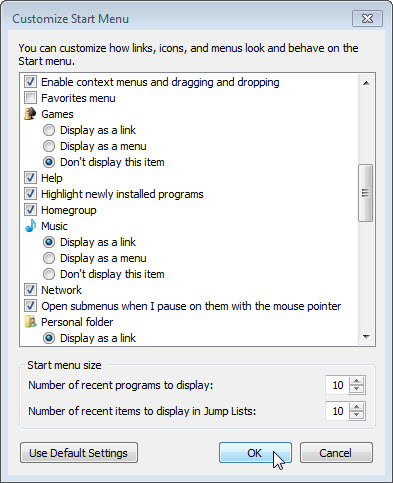 Customize Start Menu
You can customize how links, icons, and menus look and behave on the
Start menu.
Enable context menus and dragging and dropping
Favorites menu
Games
Display as a link
Display as a menu
Don't display this item
Help
Highlight newly installed programs
Homegroup
Music
Display as a link
Display as a menu
Don't display this item
Network
Open submenus when I pause on them with the mouse pointer
Personal folder
Display as a link
Start menu size
Number of recent programs to display: 10
Number of recent items to display in Jump Lists: 10
Use Default Settings OK Cancel